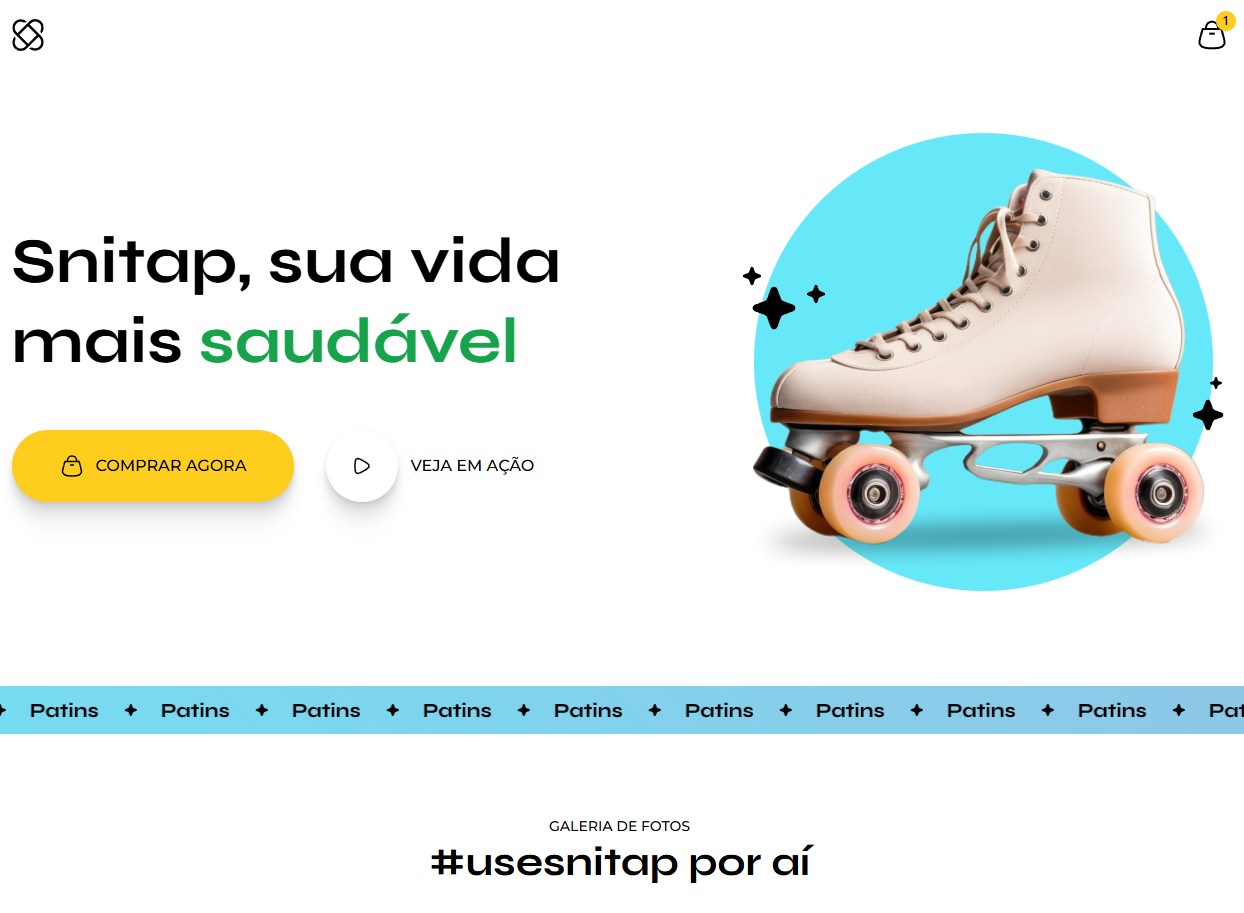 1
Snitap, sua vida
mais saudável
COMPRAR AGORA
VEJA EM AÇÃO
Patins Patins Patins Patins Patins Patins Patins Patins Patins Pat
GALERIA DE FOTOS
#usesnitap por aí